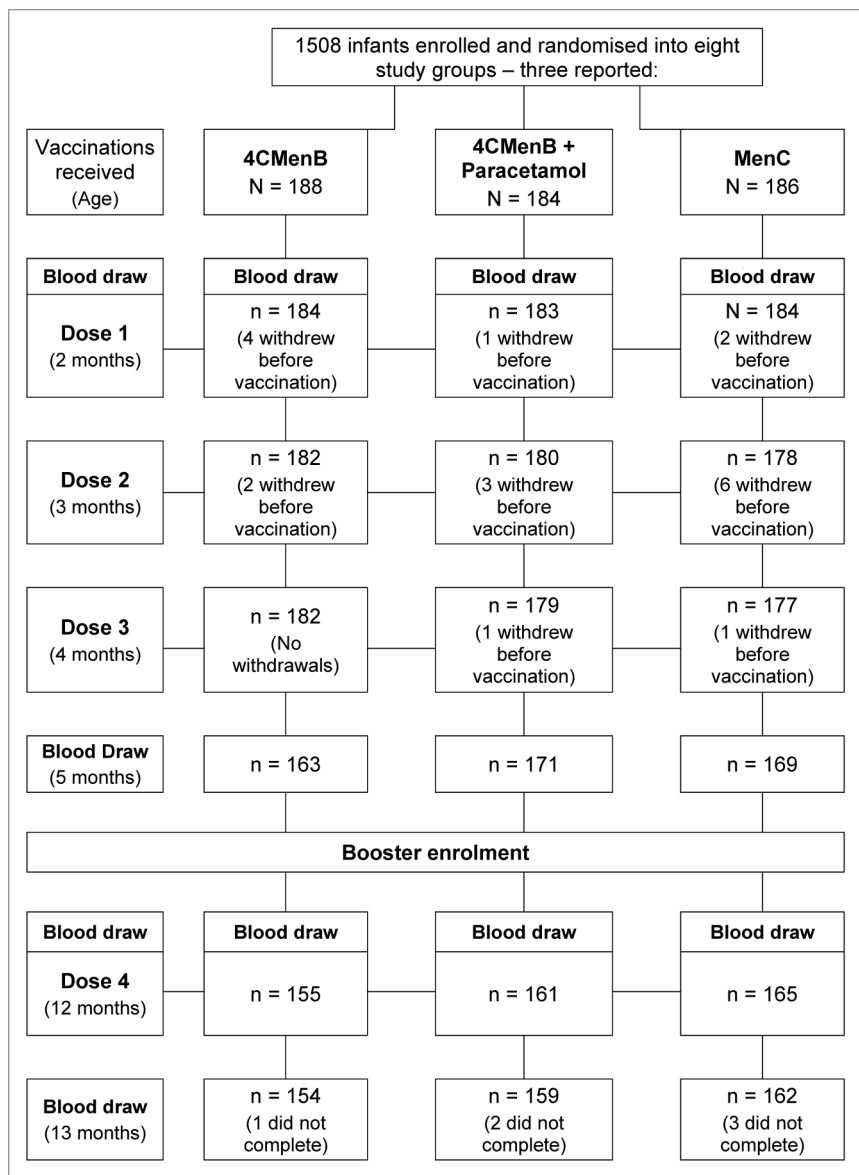 1508 infants enrolled and randomised into eight
study groups – three reported:
Vaccinations
received
(Age)
4CMenB
N = 188
4CMenB +
Paracetamol
N = 184
MenC
N = 186
Blood draw
Dose 1
(2 months)
Blood draw
n = 184
(4 withdrew
before
vaccination)
Blood draw
n = 183
(1 withdrew
before
vaccination)
Blood draw
N = 184
(2 withdrew
before
vaccination)
Dose 2
(3 months)
n = 182
(2 withdrew
before
vaccination)
n = 180
(3 withdrew
before
vaccination)
n = 178
(6 withdrew
before
vaccination)
Dose 3
(4 months)
n = 182
(No
withdrawals)
n = 179
(1 withdrew
before
vaccination)
n = 177
(1 withdrew
before
vaccination)
Blood Draw
(5 months)
n = 163
n = 171
n = 169
Booster enrolment
Blood draw
Dose 4
(12 months)
Blood draw
n = 155
Blood draw
n = 161
Blood draw
n = 165
Blood draw
(13 months)
n = 154
(1 did not
complete)
n = 159
(2 did not
complete)
n = 162
(3 did not
complete)